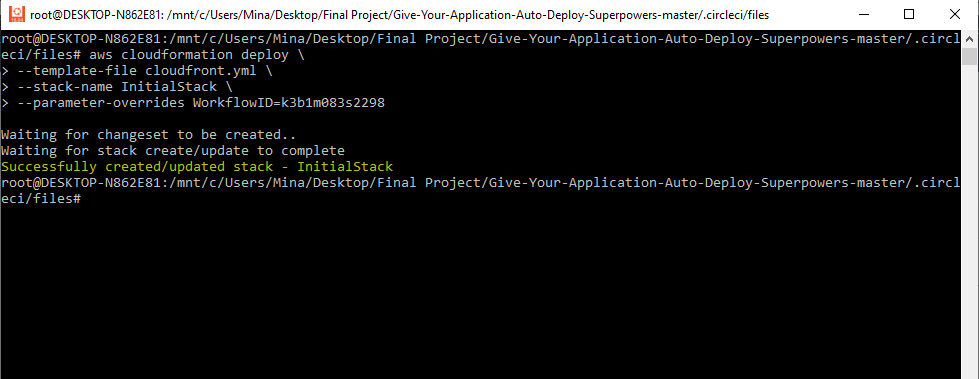 root@DESKTOP-N862E81: /mnt/c/Users/Mina/Desktop/Final Project/Give-Your-Application-Auto-Deploy-Superpowers-master/.circleci/files
root@DESKTOP-N862E81:/mnt/c/Users/Mina/Desktop/Final Project/Give-Your-Application-Auto-Deploy-Superpowers-master/.circl
eci/files# aws cloudformation deploy \
> --template-file cloudfront.yml \
> --stack-name InitialStack \
> --parameter-overrides WorkflowID=k3b1m083s2298
Waiting for changeset to be created..
Waiting for stack create/update to complete
Successfully created/updated stack - InitialStack
root@DESKTOP-N862E81:/mnt/c/Users/Mina/Desktop/Final Project/Give-Your-Application-Auto-Deploy-Superpowers-master/.circl
eci/files#